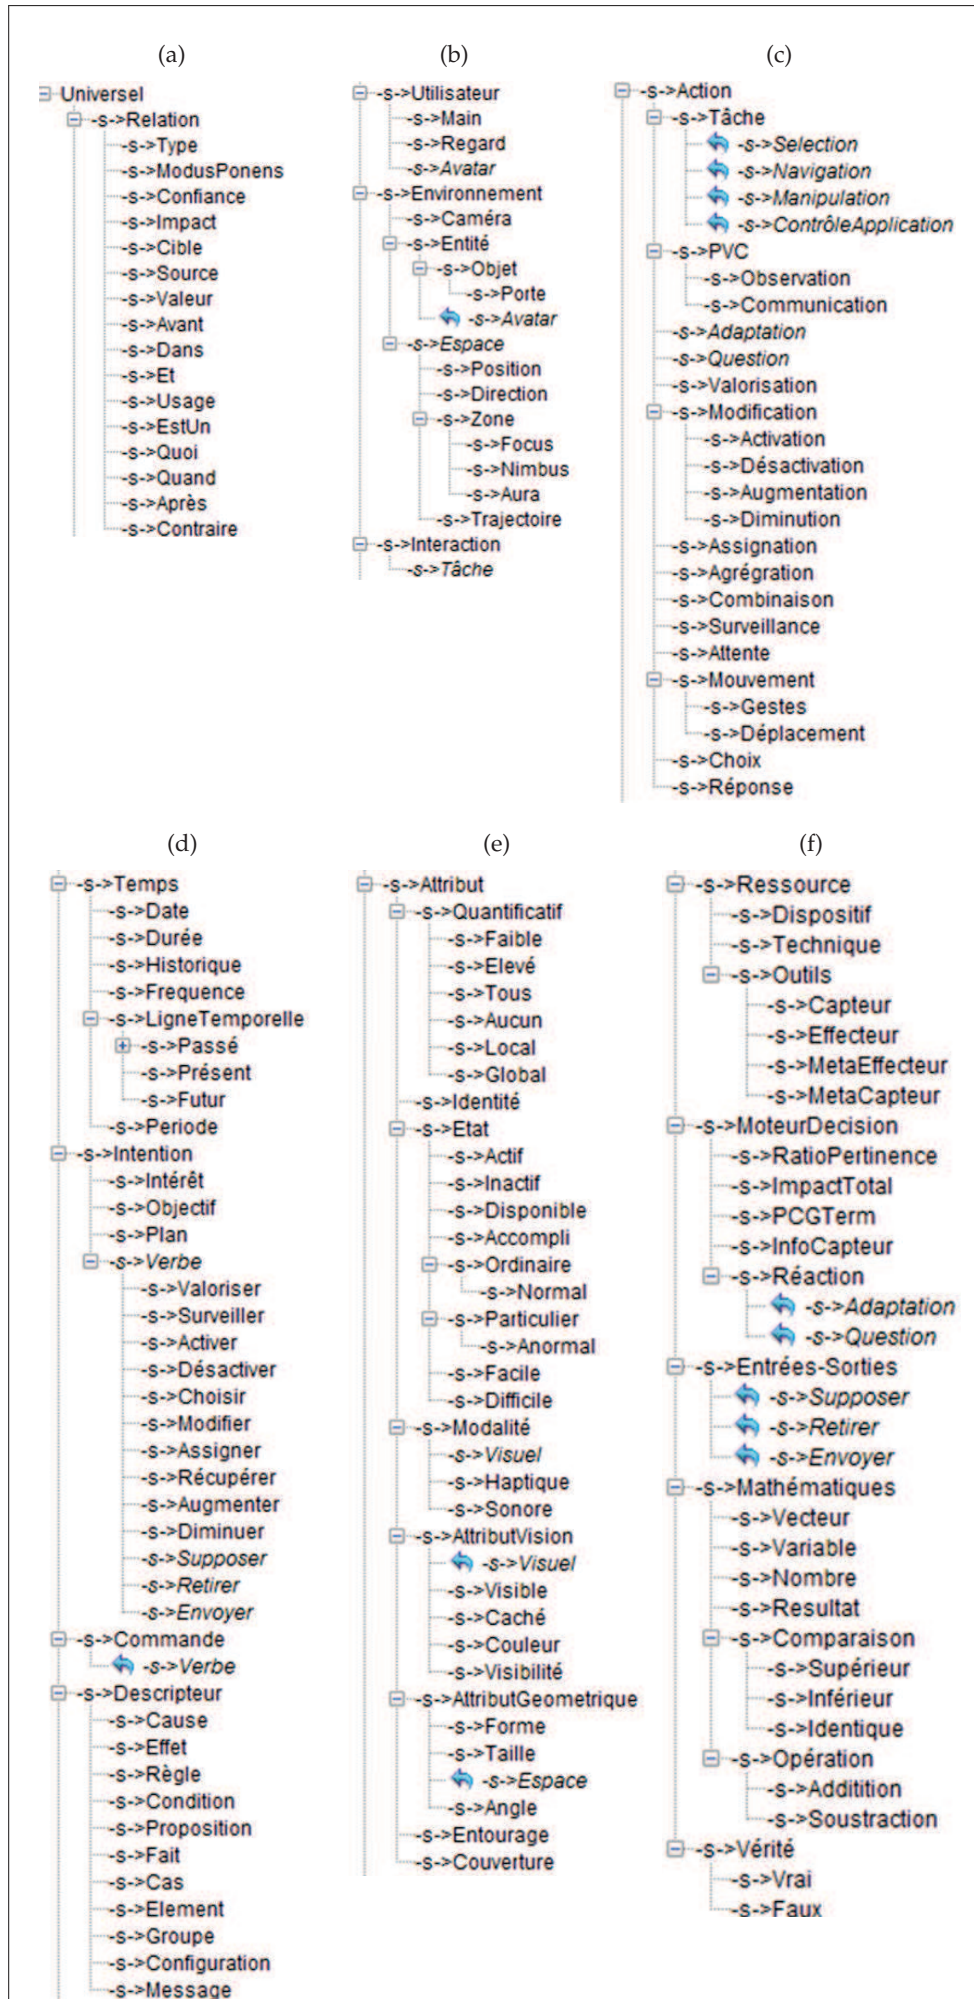 (a)
Universel
-s->Relation
-s->Type
-s->ModusPonens
-s->Confiance
-s->Impact
-s->Cible
-s->Source
-s->Valeur
-s->Avant
-s->Dans
-s->Et
-s->Usage
-s->EstUn
-s->Quoi
-s->Quand
-s->Après
-s->Contraire
(b)
-s->Utilisateur
-s->Main
-s->Regard
-s->Avatar
-s->Environnement
-s->Caméra
-s->Entité
-s->Objet
-s->Porte
-s->Avatar
-s->Espace
-s->Position
-s->Direction
-s->Zone
-s->Focus
-s->Nimbus
-s->Aura
-s->Trajectoire
-s->Interaction
-s->Tâche
(c)
-s->Action
-s->Tâche
-s->Selection
-s->Navigation
-s->Manipulation
-s->ContrôleApplication
-s->PVC
-s->Observation
-s->Communication
-s->Adaptation
-s->Question
-s->Valorisation
-s->Modification
-s->Activation
-s->Désactivation
-s->Augmentation
-s->Diminution
-s->Assignation
-s->Agrégration
-s->Combinaison
-s->Surveillance
-s->Attente
-s->Mouvement
-s->Gestes
-s->Déplacement
-s->Choix
-s->Réponse
(d)
-s->Temps
-s->Date
-s->Durée
-s->Historique
-s->Frequence
-s->LigneTemporelle
-s->Passé
-s->Présent
-s->Futur
-s->Periode
-s->Intention
-s->Intérêt
-s->Objectif
-s->Plan
-s->Verbe
-s->Valoriser
-s->Surveiller
-s->Activer
-s->Désactiver
-s->Choisir
-s->Modifier
-s->Assigner
-s->Récupérer
-s->Augmenter
-s->Diminuer
-s->Supposer
-s->Retirer
-s->Envoyer
-s->Commande
-s->Verbe
-s->Descripteur
-s->Cause
-s->Effet
-s->Règle
-s->Condition
-s->Proposition
-s->Fait
-s->Cas
-s->Element
-s->Groupe
-s->Configuration
-s->Message
(e)
-s->Attribut
-s->Quantificatif
-s->Faible
-s->Elevé
-s->Tous
-s->Aucun
-s->Local
-s->Global
-s->Identité
-s->Etat
-s->Actif
-s->Inactif
-s->Disponible
-s->Accompli
-s->Ordinaire
-s->Normal
-s->Particulier
-s->Anormal
-s->Facile
-s->Difficile
-s->Modalité
-s->Visuel
-s->Haptique
-s->Sonore
-s->AttributVision
-s->Visuel
-s->Visible
-s->Caché
-s->Couleur
-s->Visibilité
-s->AttributGeometrique
-s->Forme
-s->Taille
-s->Espace
-s->Angle
-s->Entourage
-s->Couverture
(f)
-s->Ressource
-s->Dispositif
-s->Technique
-s->Outils
-s->Capteur
-s->Effecteur
-s->MetaEffecteur
-s->MetaCapteur
-s->MoteurDecision
-s->RatioPertinence
-s->ImpactTotal
-s->PCGTerm
-s->InfoCapteur
-s->Réaction
-s->Adaptation
-s->Question
-s->Entrées-Sorties
-s->Supposer
-s->Retirer
-s->Envoyer
-s->Mathématiques
-s->Vecteur
-s->Variable
-s->Nombre
-s->Resultat
-s->Comparaison
-s->Supérieur
-s->Inférieur
-s->Identique
-s->Opération
-s->Additition
-s->Soustraction
-s->Vérité
-s->Vrai
-s->Faux